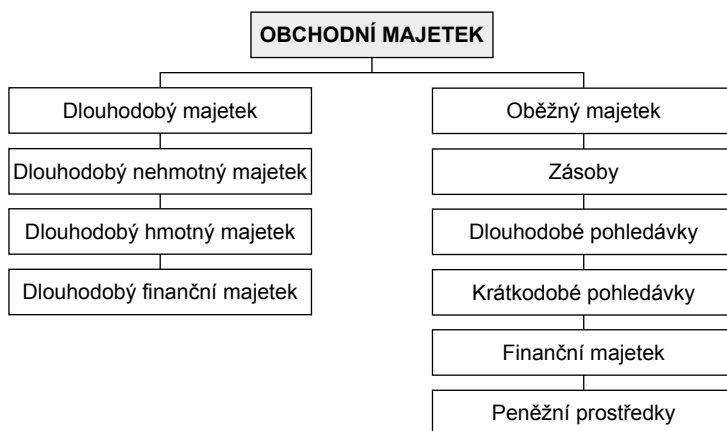 OBCHODNÍ MAJETEK
Dlouhodobý majetek
Dlouhodobý nehmotný majetek
Dlouhodobý hmotný majetek
Dlouhodobý finanční majetek
Oběžný majetek
Zásoby
Dlouhodobé pohledávky
Krátkodobé pohledávky
Finanční majetek
Peněžní prostředky